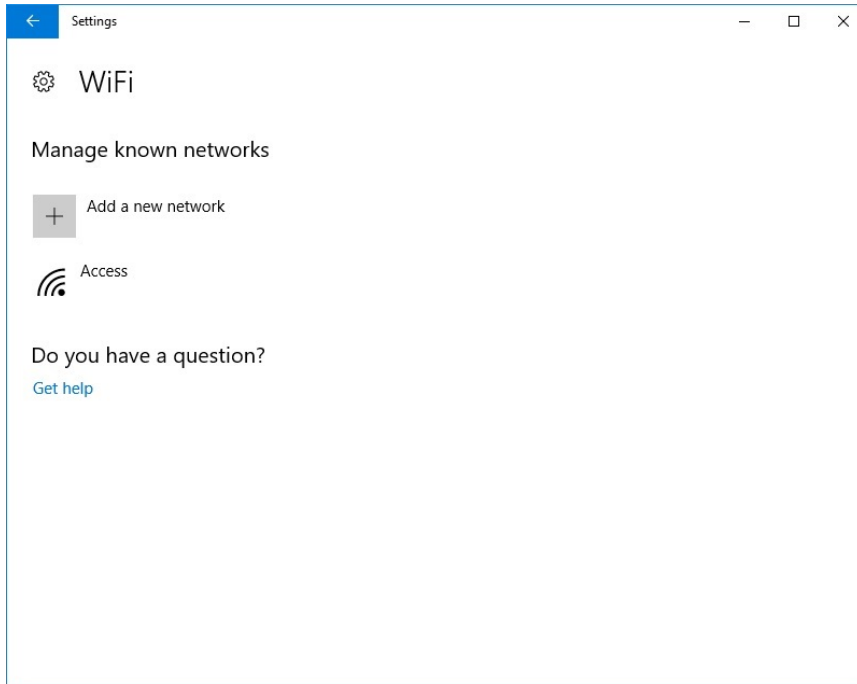 Settings
WiFi
Manage known networks
Add a new network
Access
Do you have a question?
Get help